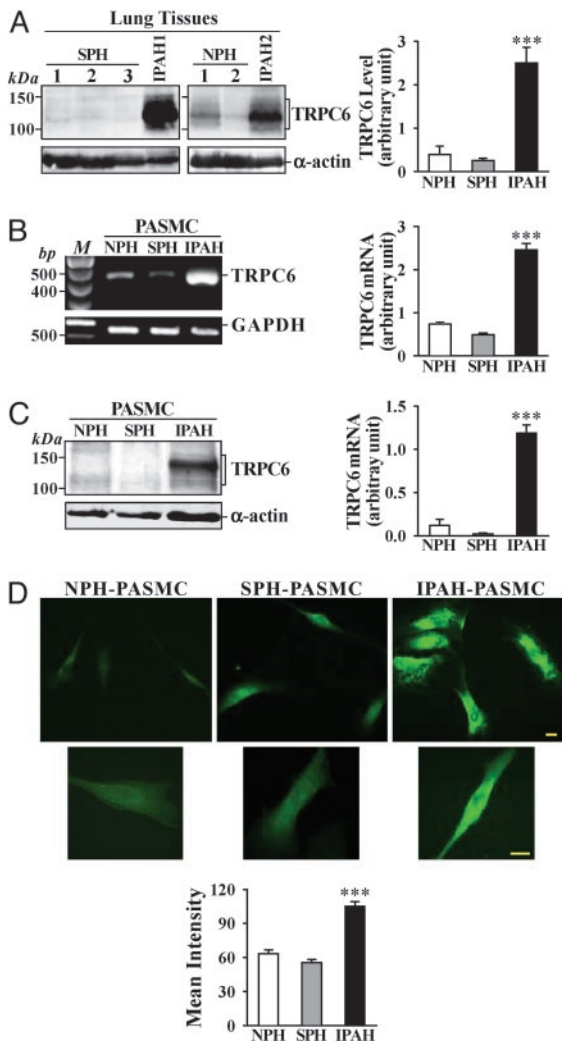 A
Lung Tissues
SPH
NPH
kDa
1 2 3 IPAH1
1 2 IPAH2
150
100
TRPC6
α-actin
TRPC6 Level
(arbitrary unit)
3
2
1
0
***
NPH SPH IPAH
B
PASMC
bp
M NPH SPH IPAH
500
400
TRPC6
500
GAPDH
TRPC6 mRNA
(arbitrary unit)
3
2
1
0
***
NPH SPH IPAH
C
PASMC
kDa
NPH SPH IPAH
150
100
TRPC6
α-actin
TRPC6 mRNA
(arbitray unit)
1.5
1.0
0.5
0.0
***
NPH SPH IPAH
D
NPH-PASMC SPH-PASMC IPAH-PASMC
Mean Intensity
120
90
60
30
0
***
NPH SPH IPAH